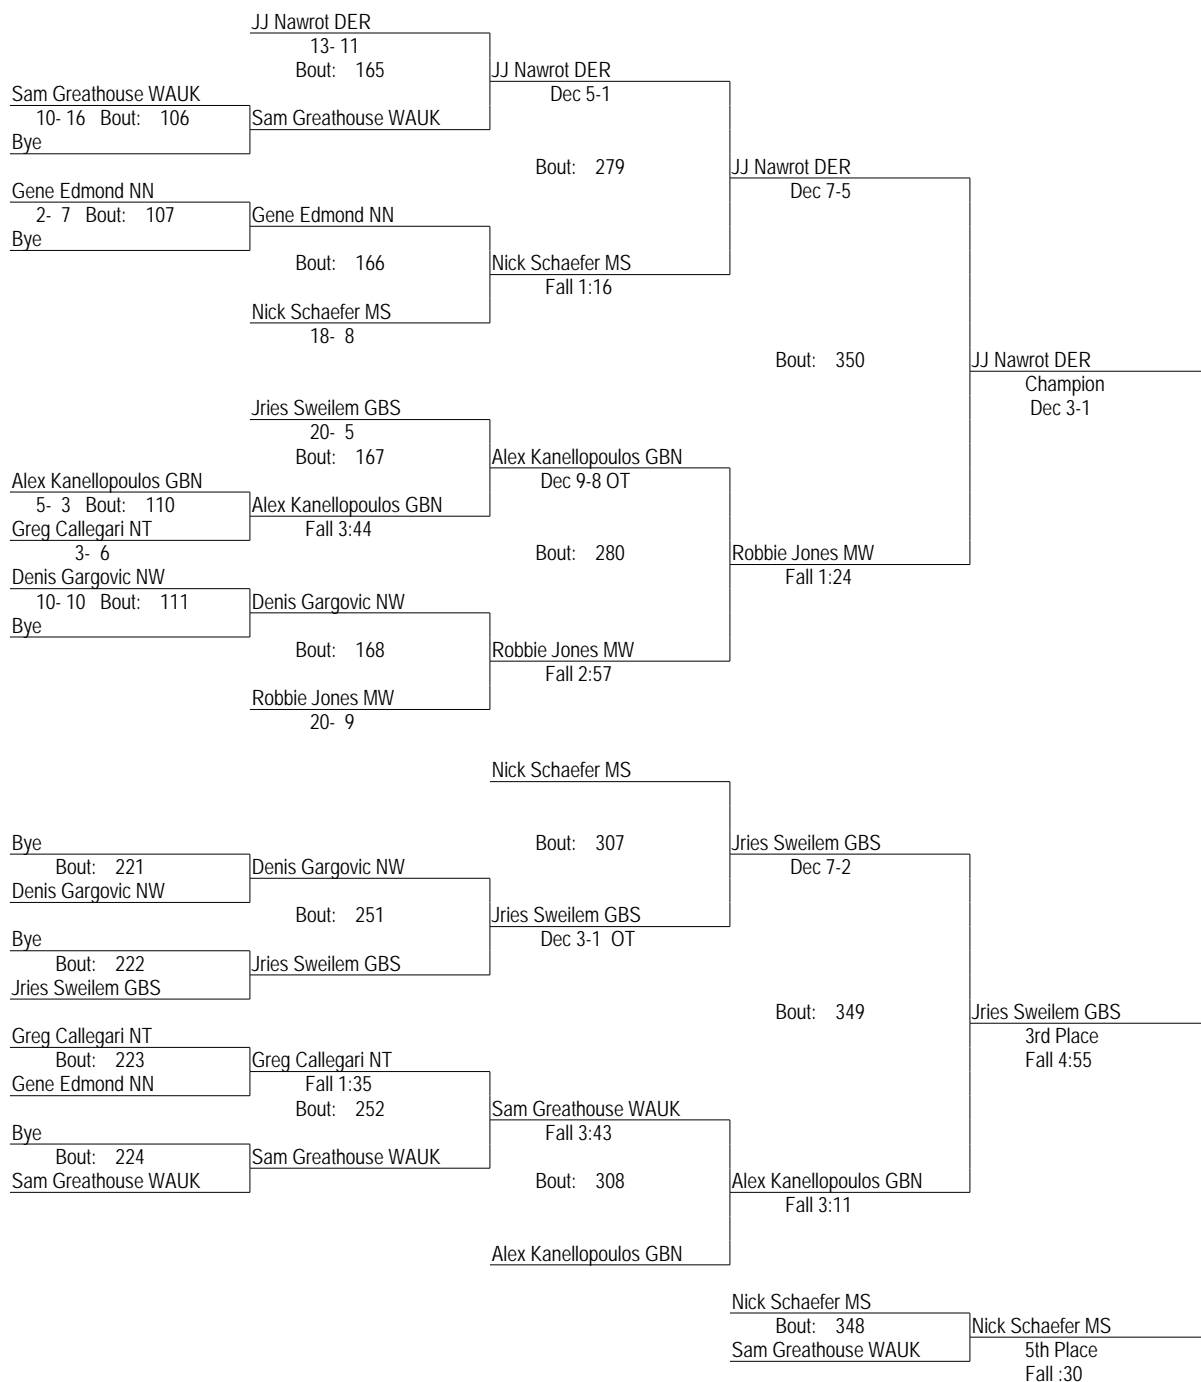 JJ Nawrot DER
13- 11
Bout: 165
JJ Nawrot DER
Dec 5-1
Sam Greathouse WAUK
10- 16 Bout: 106
Sam Greathouse WAUK
Bye
Bout: 279
JJ Nawrot DER
Dec 7-5
Gene Edmond NN
2- 7 Bout: 107
Gene Edmond NN
Bye
Bout: 166
Nick Schaefer MS
Fall 1:16
Nick Schaefer MS
18- 8
Bout: 350
JJ Nawrot DER
Champion
Dec 3-1
Jries Sweilem GBS
20- 5
Bout: 167
Alex Kanellopoulos GBN
Dec 9-8 OT
Alex Kanellopoulos GBN
5- 3 Bout: 110
Alex Kanellopoulos GBN
Fall 3:44
Greg Callegari NT
3- 6
Bout: 280
Robbie Jones MW
Fall 1:24
Denis Gargovic NW
10- 10 Bout: 111
Denis Gargovic NW
Bye
Bout: 168
Robbie Jones MW
Fall 2:57
Robbie Jones MW
20- 9
Nick Schaefer MS
Bout: 307
Jries Sweilem GBS
Dec 7-2
Bye
Bout: 221
Denis Gargovic NW
Denis Gargovic NW
Bout: 251
Jries Sweilem GBS
Dec 3-1 OT
Bye
Bout: 222
Jries Sweilem GBS
Jries Sweilem GBS
Bout: 349
Jries Sweilem GBS
3rd Place
Fall 4:55
Greg Callegari NT
Bout: 223
Greg Callegari NT
Fall 1:35
Gene Edmond NN
Bout: 252
Sam Greathouse WAUK
Fall 3:43
Bye
Bout: 224
Sam Greathouse WAUK
Sam Greathouse WAUK
Bout: 308
Alex Kanellopoulos GBN
Fall 3:11
Alex Kanellopoulos GBN
Nick Schaefer MS
Bout: 348
Nick Schaefer MS
Sam Greathouse WAUK
5th Place
Fall :30